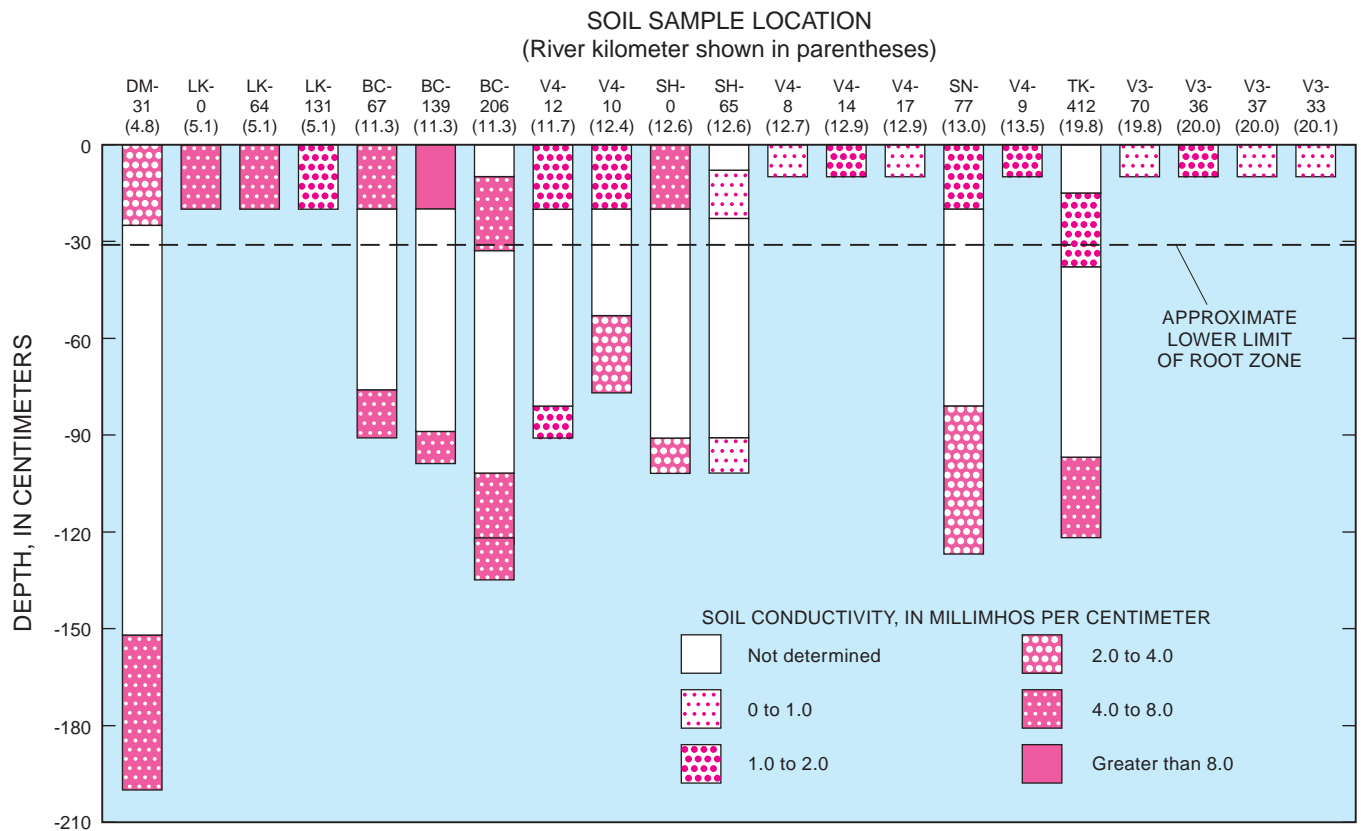 SOIL SAMPLE LOCATION
(River kilometer shown in parentheses)
DM- LK- LK- LK- BC- BC- BC- V4- V4- SH- SH- V4- V4- V4- SN- V4- TK- V3- V3- V3- V3-
31 0 64 131 67 139 206 12 10 0 65 8 14 17 77 9 412 70 36 37 33
(4.8) (5.1) (5.1) (5.1) (11.3) (11.3) (11.3) (11.7) (12.4) (12.6) (12.6) (12.7) (12.9) (12.9) (13.0) (13.5) (19.8) (19.8) (20.0) (20.0) (20.1)
0
-30
-60
-90
-120
-150
-180
-210
DEPTH, IN CENTIMETERS
APPROXIMATE
LOWER LIMIT
OF ROOT ZONE
SOIL CONDUCTIVITY, IN MILLIMHOS PER CENTIMETER
Not determined
0 to 1.0
1.0 to 2.0
2.0 to 4.0
4.0 to 8.0
Greater than 8.0